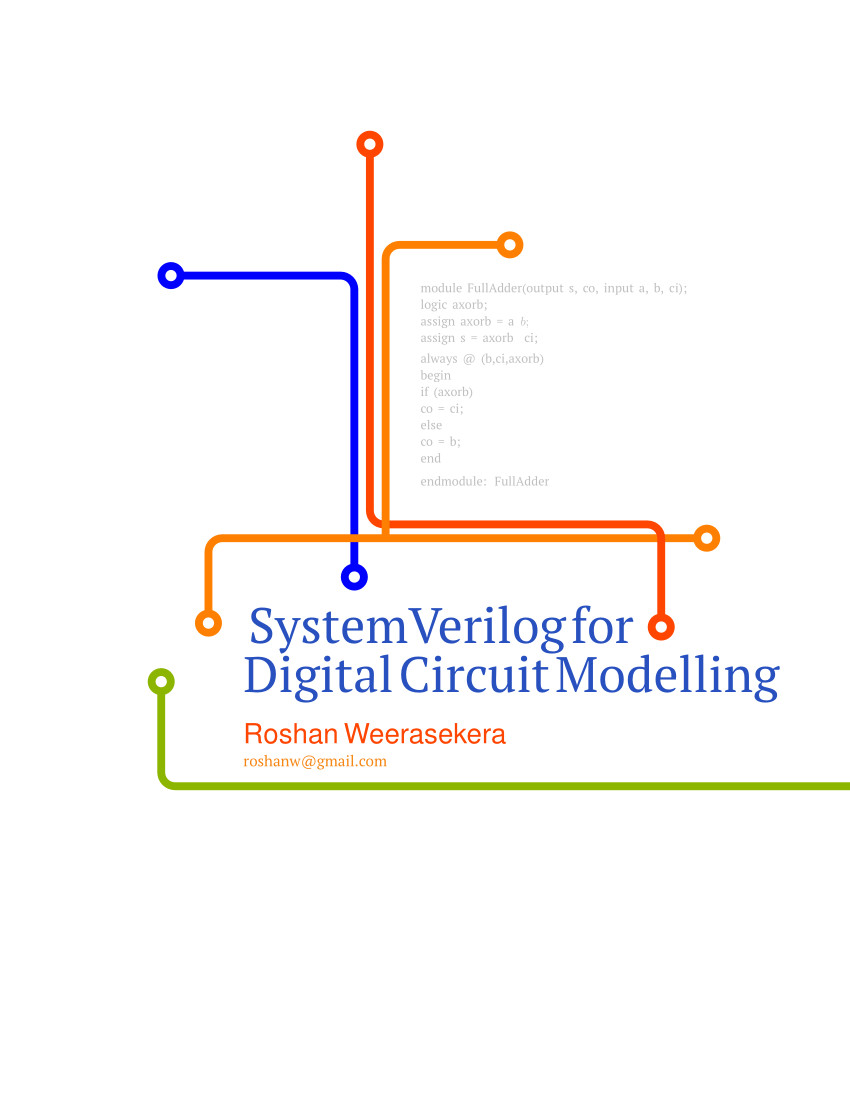 module FullAdder(output s, co, input a, b, ci);
logic axorb;
assign axorb = a b;
assign s = axorb ci;
always @ (b,ci,axorb)
begin
if (axorb)
co = ci;
else
co = b;
end
endmodule: FullAdder
SystemVerilog for
Digital Circuit Modelling
Roshan Weerasekera
roshanw@gmail.com